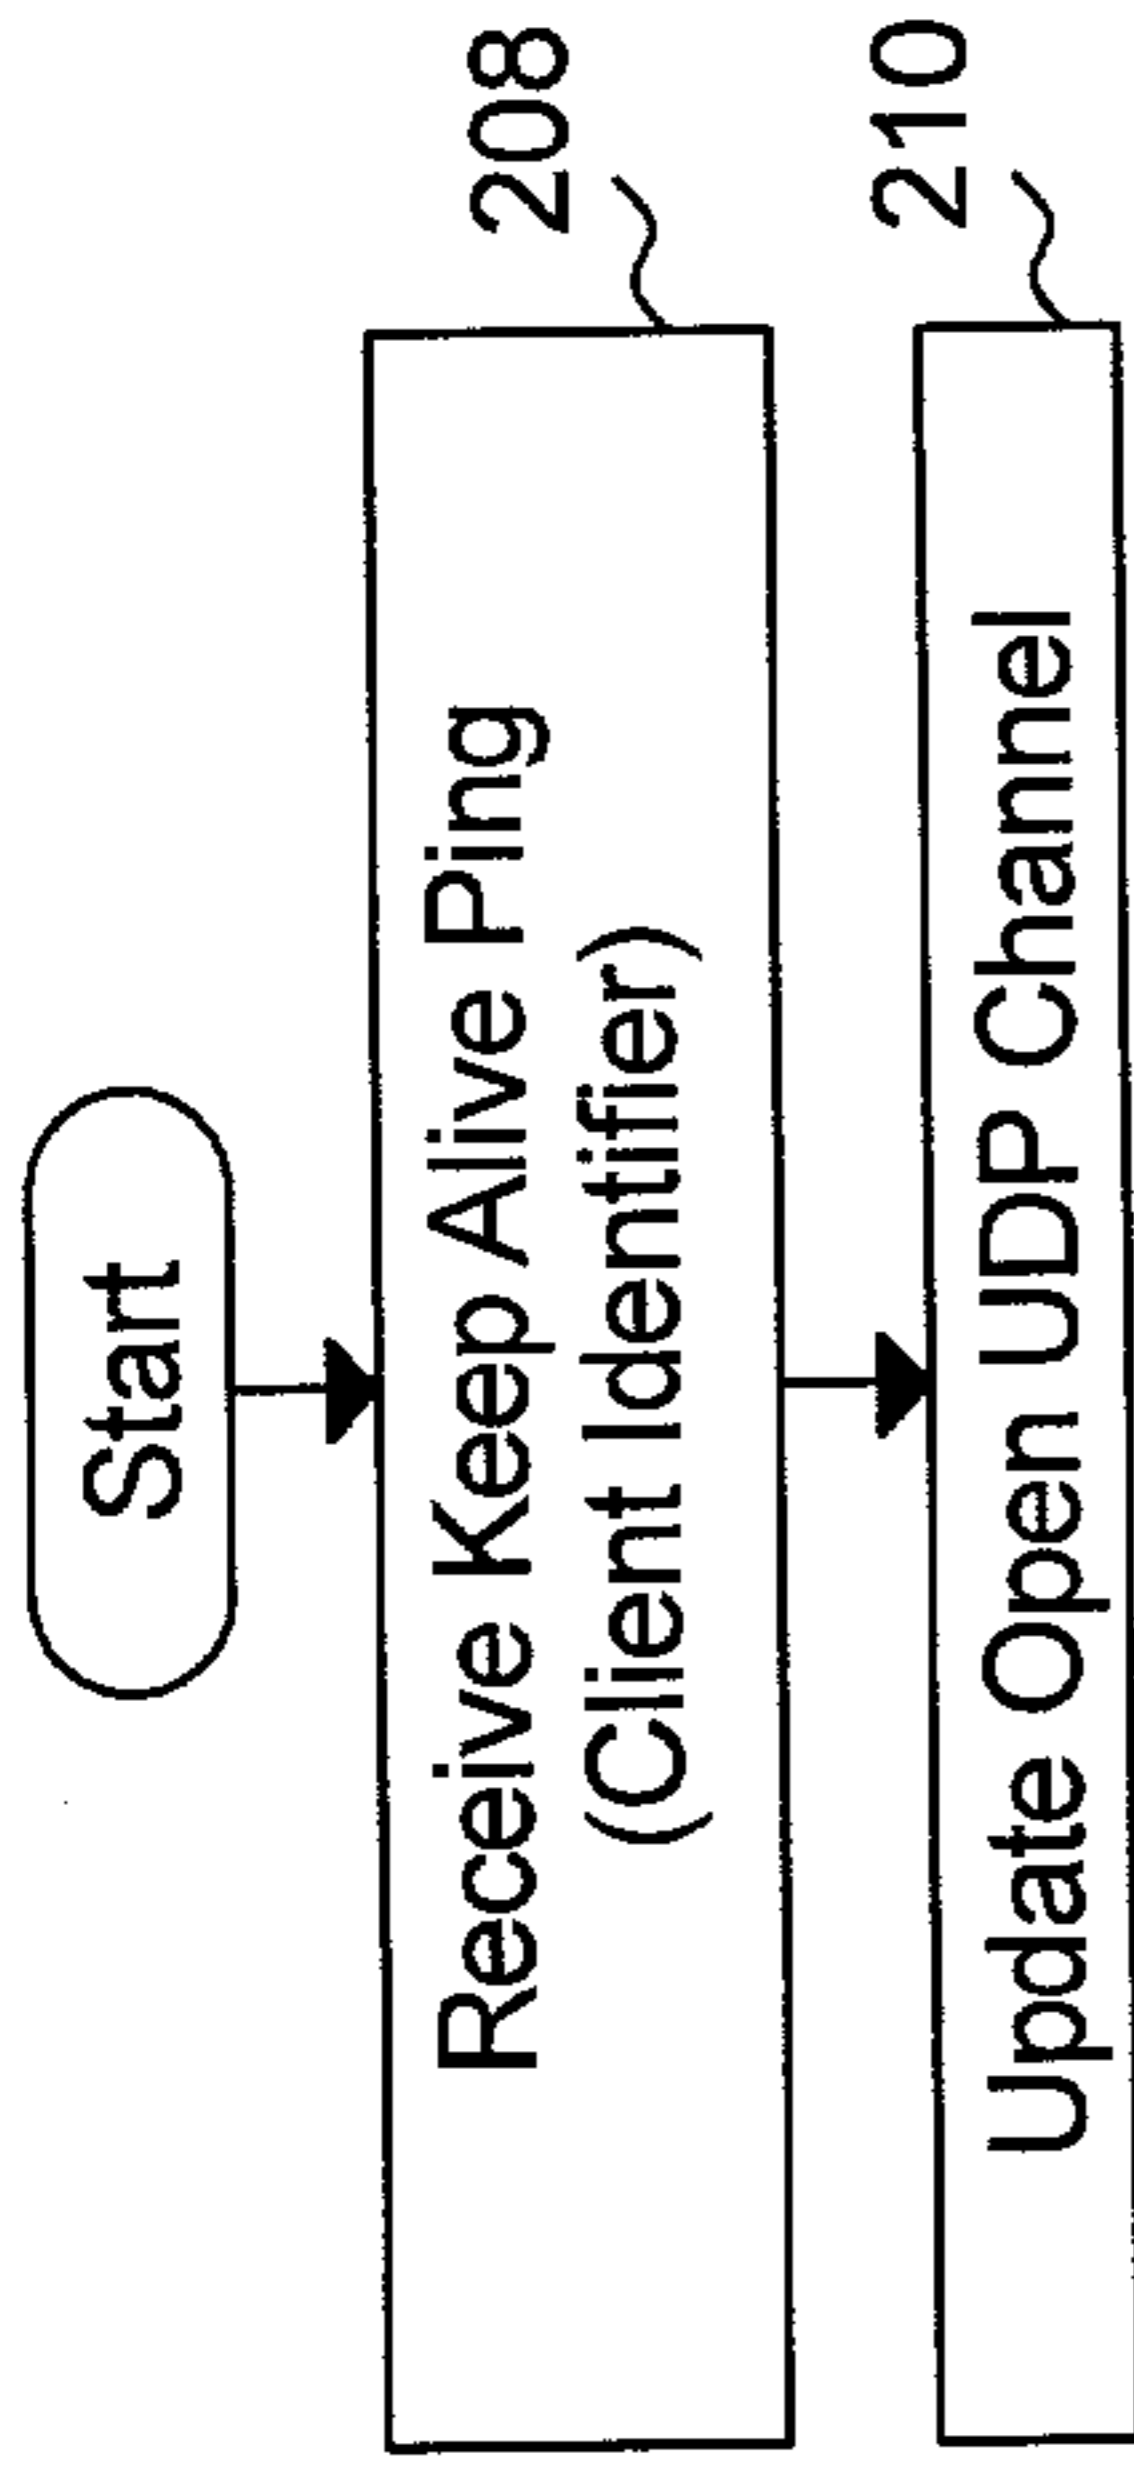 Start
208
Receive Keep Alive Ping
(Client Identifier)
210
Update Open UDP Channel